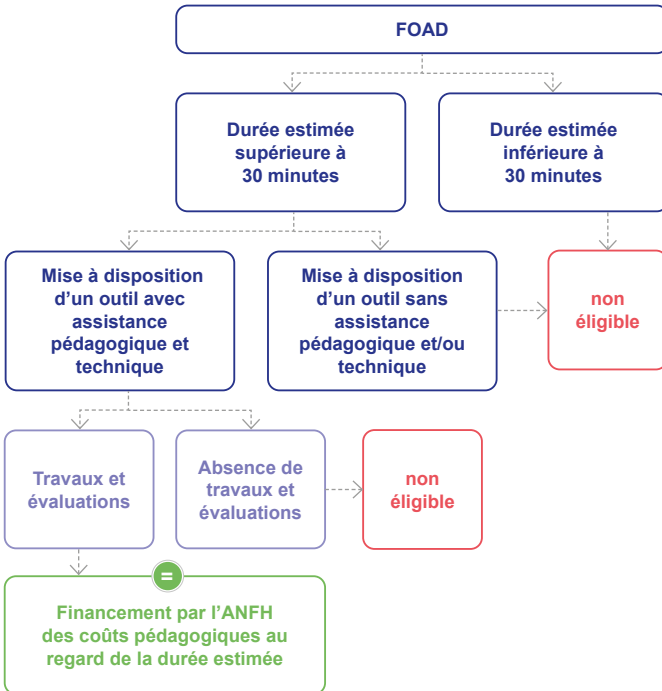 FOAD
Durée estimée
supérieure à
30 minutes
Durée estimée
inférieure à
30 minutes
Mise à disposition
d’un outil avec
assistance
pédagogique et
technique
Mise à disposition
d’un outil sans
assistance
pédagogique et/ou
technique
non
éligible
Travaux et
évaluations
Absence de
travaux et
évaluations
non
éligible
=
Financement par l’ANFH
des coûts pédagogiques au
regard de la durée estimée